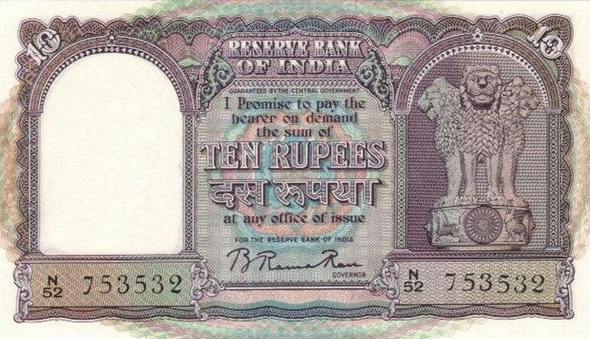 10 10
RESERVE BANK
OF INDIA
GUARANTEED BY THE CENTRAL GOVERNMENT
I Promise to pay the
bearer on demand
the sum of
TEN RUPEES
दस रूपया
at any office of issue
FOR THE RESERVE BANK OF INDIA
B. Rama Rau
GOVERNOR
N/52 753532
N/52 753532